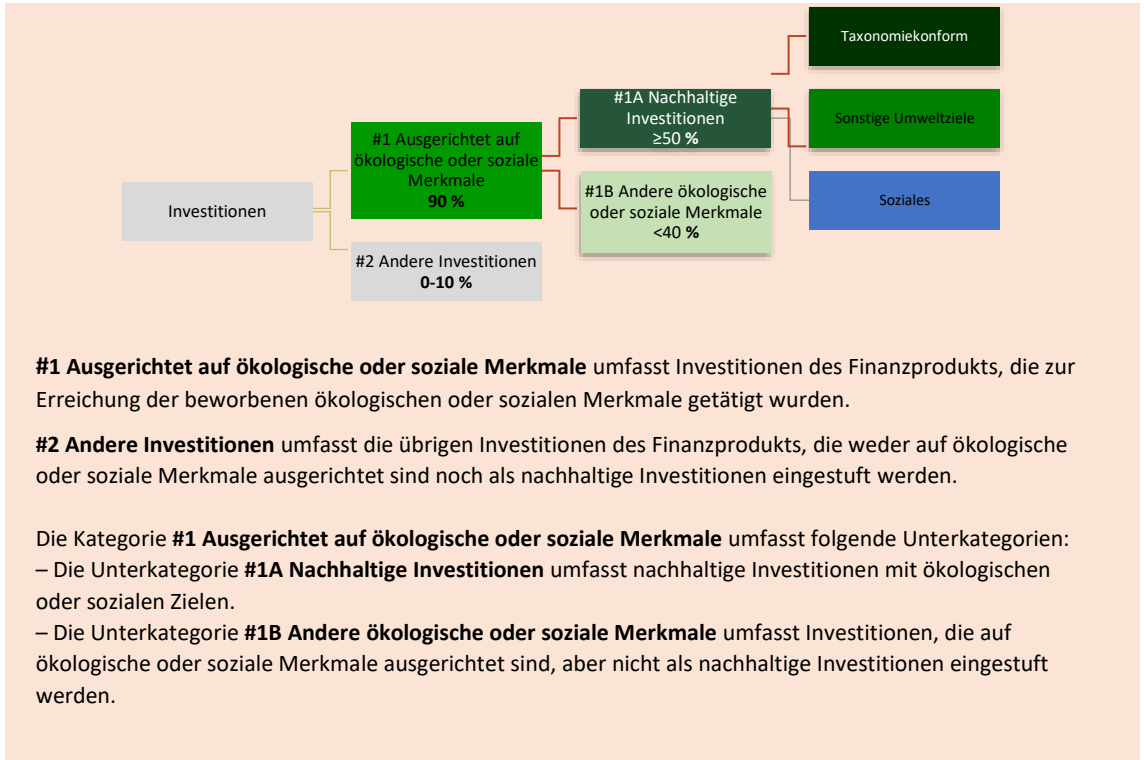 Taxonomiekonform
#1A Nachhaltige
Investitionen
≥50 %
Sonstige Umweltziele
#1 Ausgerichtet auf
ökologische oder soziale
Merkmale
90 %
#1B Andere ökologische
oder soziale Merkmale
<40 %
Soziales
Investitionen
#2 Andere Investitionen
0-10 %
#1 Ausgerichtet auf ökologische oder soziale Merkmale umfasst Investitionen des Finanzprodukts, die zur
Erreichung der beworbenen ökologischen oder sozialen Merkmale getätigt wurden.
#2 Andere Investitionen umfasst die übrigen Investitionen des Finanzprodukts, die weder auf ökologische
oder soziale Merkmale ausgerichtet sind noch als nachhaltige Investitionen eingestuft werden.
Die Kategorie #1 Ausgerichtet auf ökologische oder soziale Merkmale umfasst folgende Unterkategorien:
– Die Unterkategorie #1A Nachhaltige Investitionen umfasst nachhaltige Investitionen mit ökologischen
oder sozialen Zielen.
– Die Unterkategorie #1B Andere ökologische oder soziale Merkmale umfasst Investitionen, die auf
ökologische oder soziale Merkmale ausgerichtet sind, aber nicht als nachhaltige Investitionen eingestuft
werden.